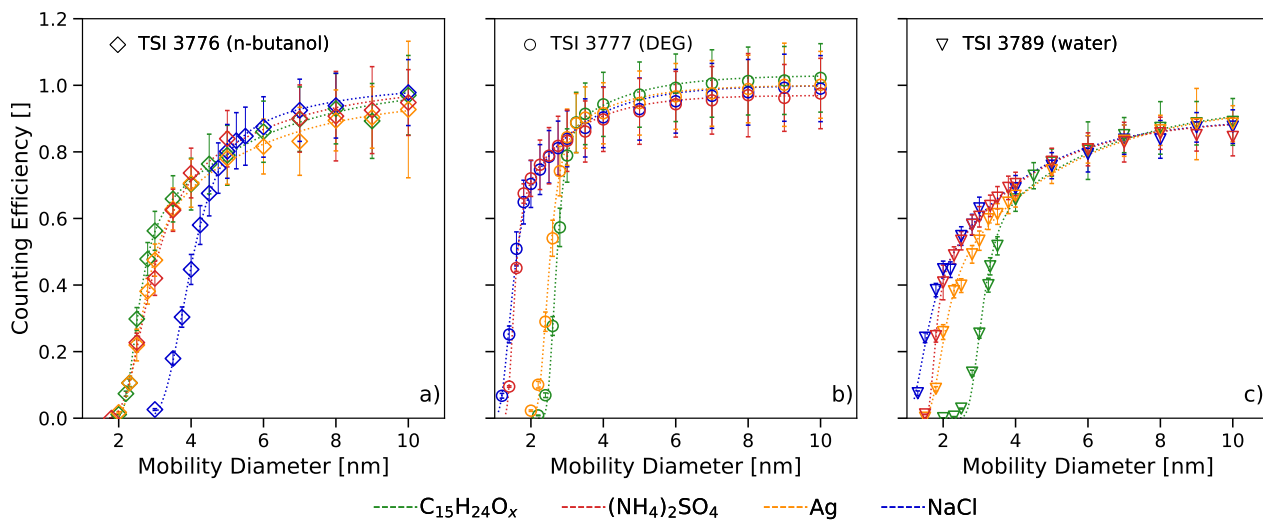 Counting Efficiency []
1.2
1.0
0.8
0.6
0.4
0.2
0.0
TSI 3776 (n-butanol)
a)
2 4 6 8 10
Mobility Diameter [nm]
TSI 3777 (DEG)
b)
2 4 6 8 10
Mobility Diameter [nm]
TSI 3789 (water)
c)
2 4 6 8 10
Mobility Diameter [nm]
C₁₅H₂₄Oₓ (NH₄)₂SO₄ Ag NaCl